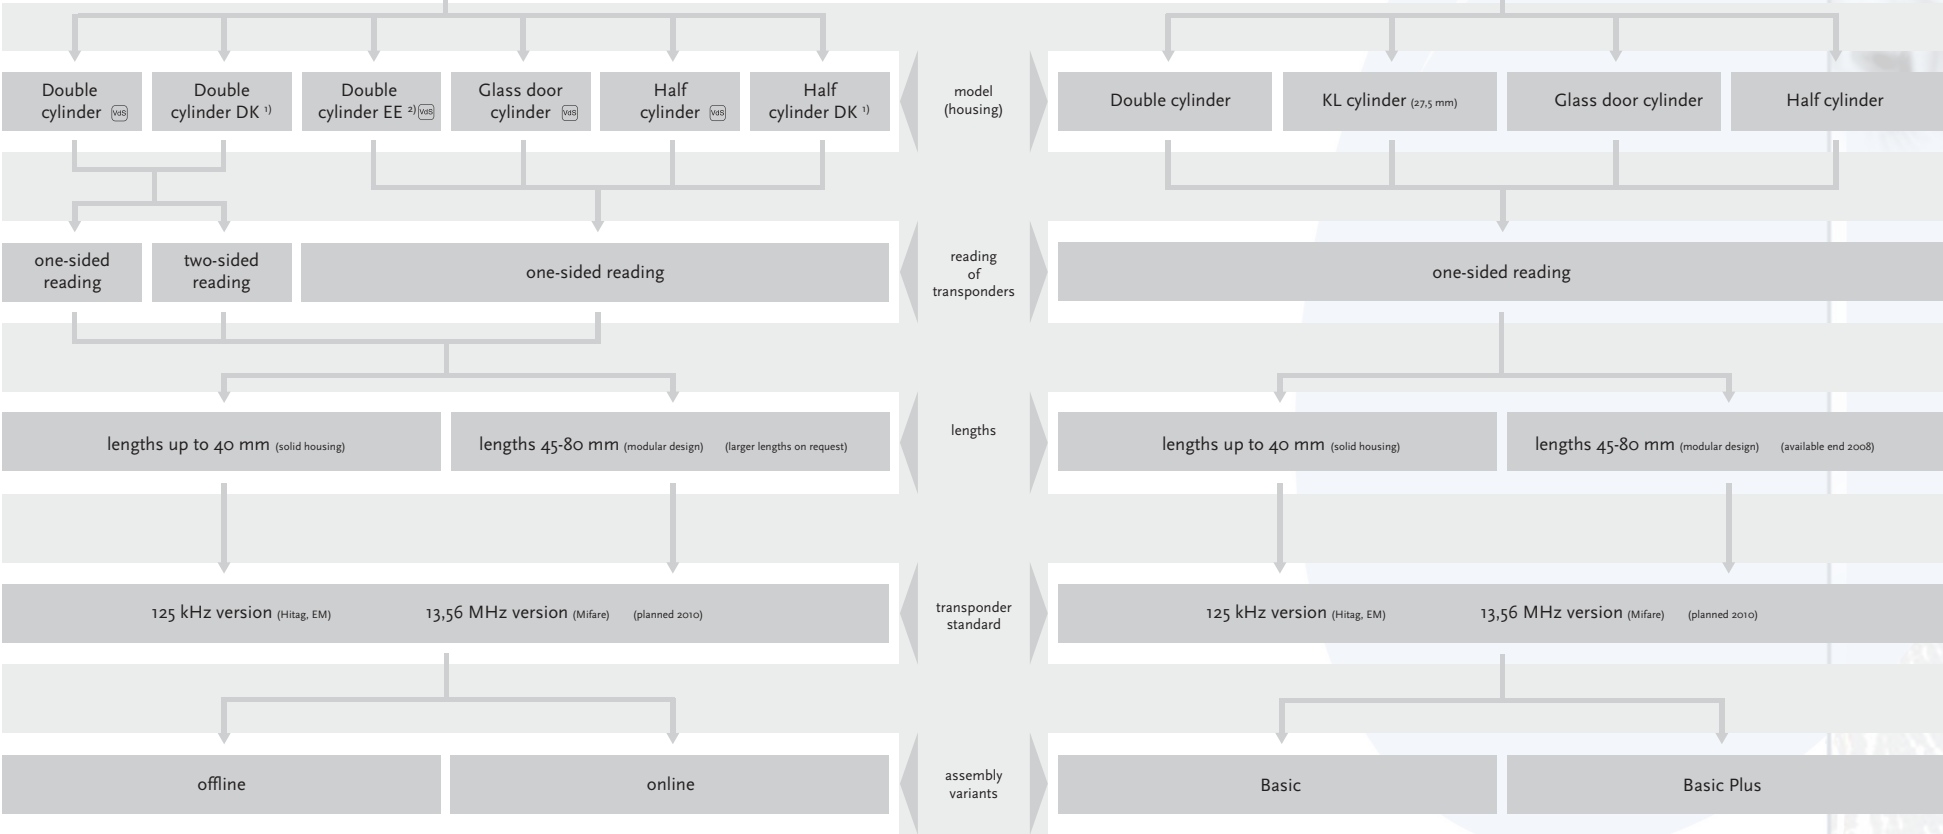 Double
cylinder VdS
Double
cylinder DK ¹⁾
Double
cylinder EE ²⁾ VdS
Glass door
cylinder VdS
Half
cylinder VdS
Half
cylinder DK ¹⁾
model
(housing)
Double cylinder
KL cylinder (27,5 mm)
Glass door cylinder
Half cylinder
one-sided
reading
two-sided
reading
one-sided reading
reading
of
transponders
one-sided reading
lengths up to 40 mm (solid housing)
lengths 45-80 mm (modular design) (larger lengths on request)
lengths
lengths up to 40 mm (solid housing)
lengths 45-80 mm (modular design) (available end 2008)
125 kHz version (Hitag, EM)
13,56 MHz version (Mifare) (planned 2010)
transponder
standard
125 kHz version (Hitag, EM)
13,56 MHz version (Mifare) (planned 2010)
offline
online
assembly
variants
Basic
Basic Plus